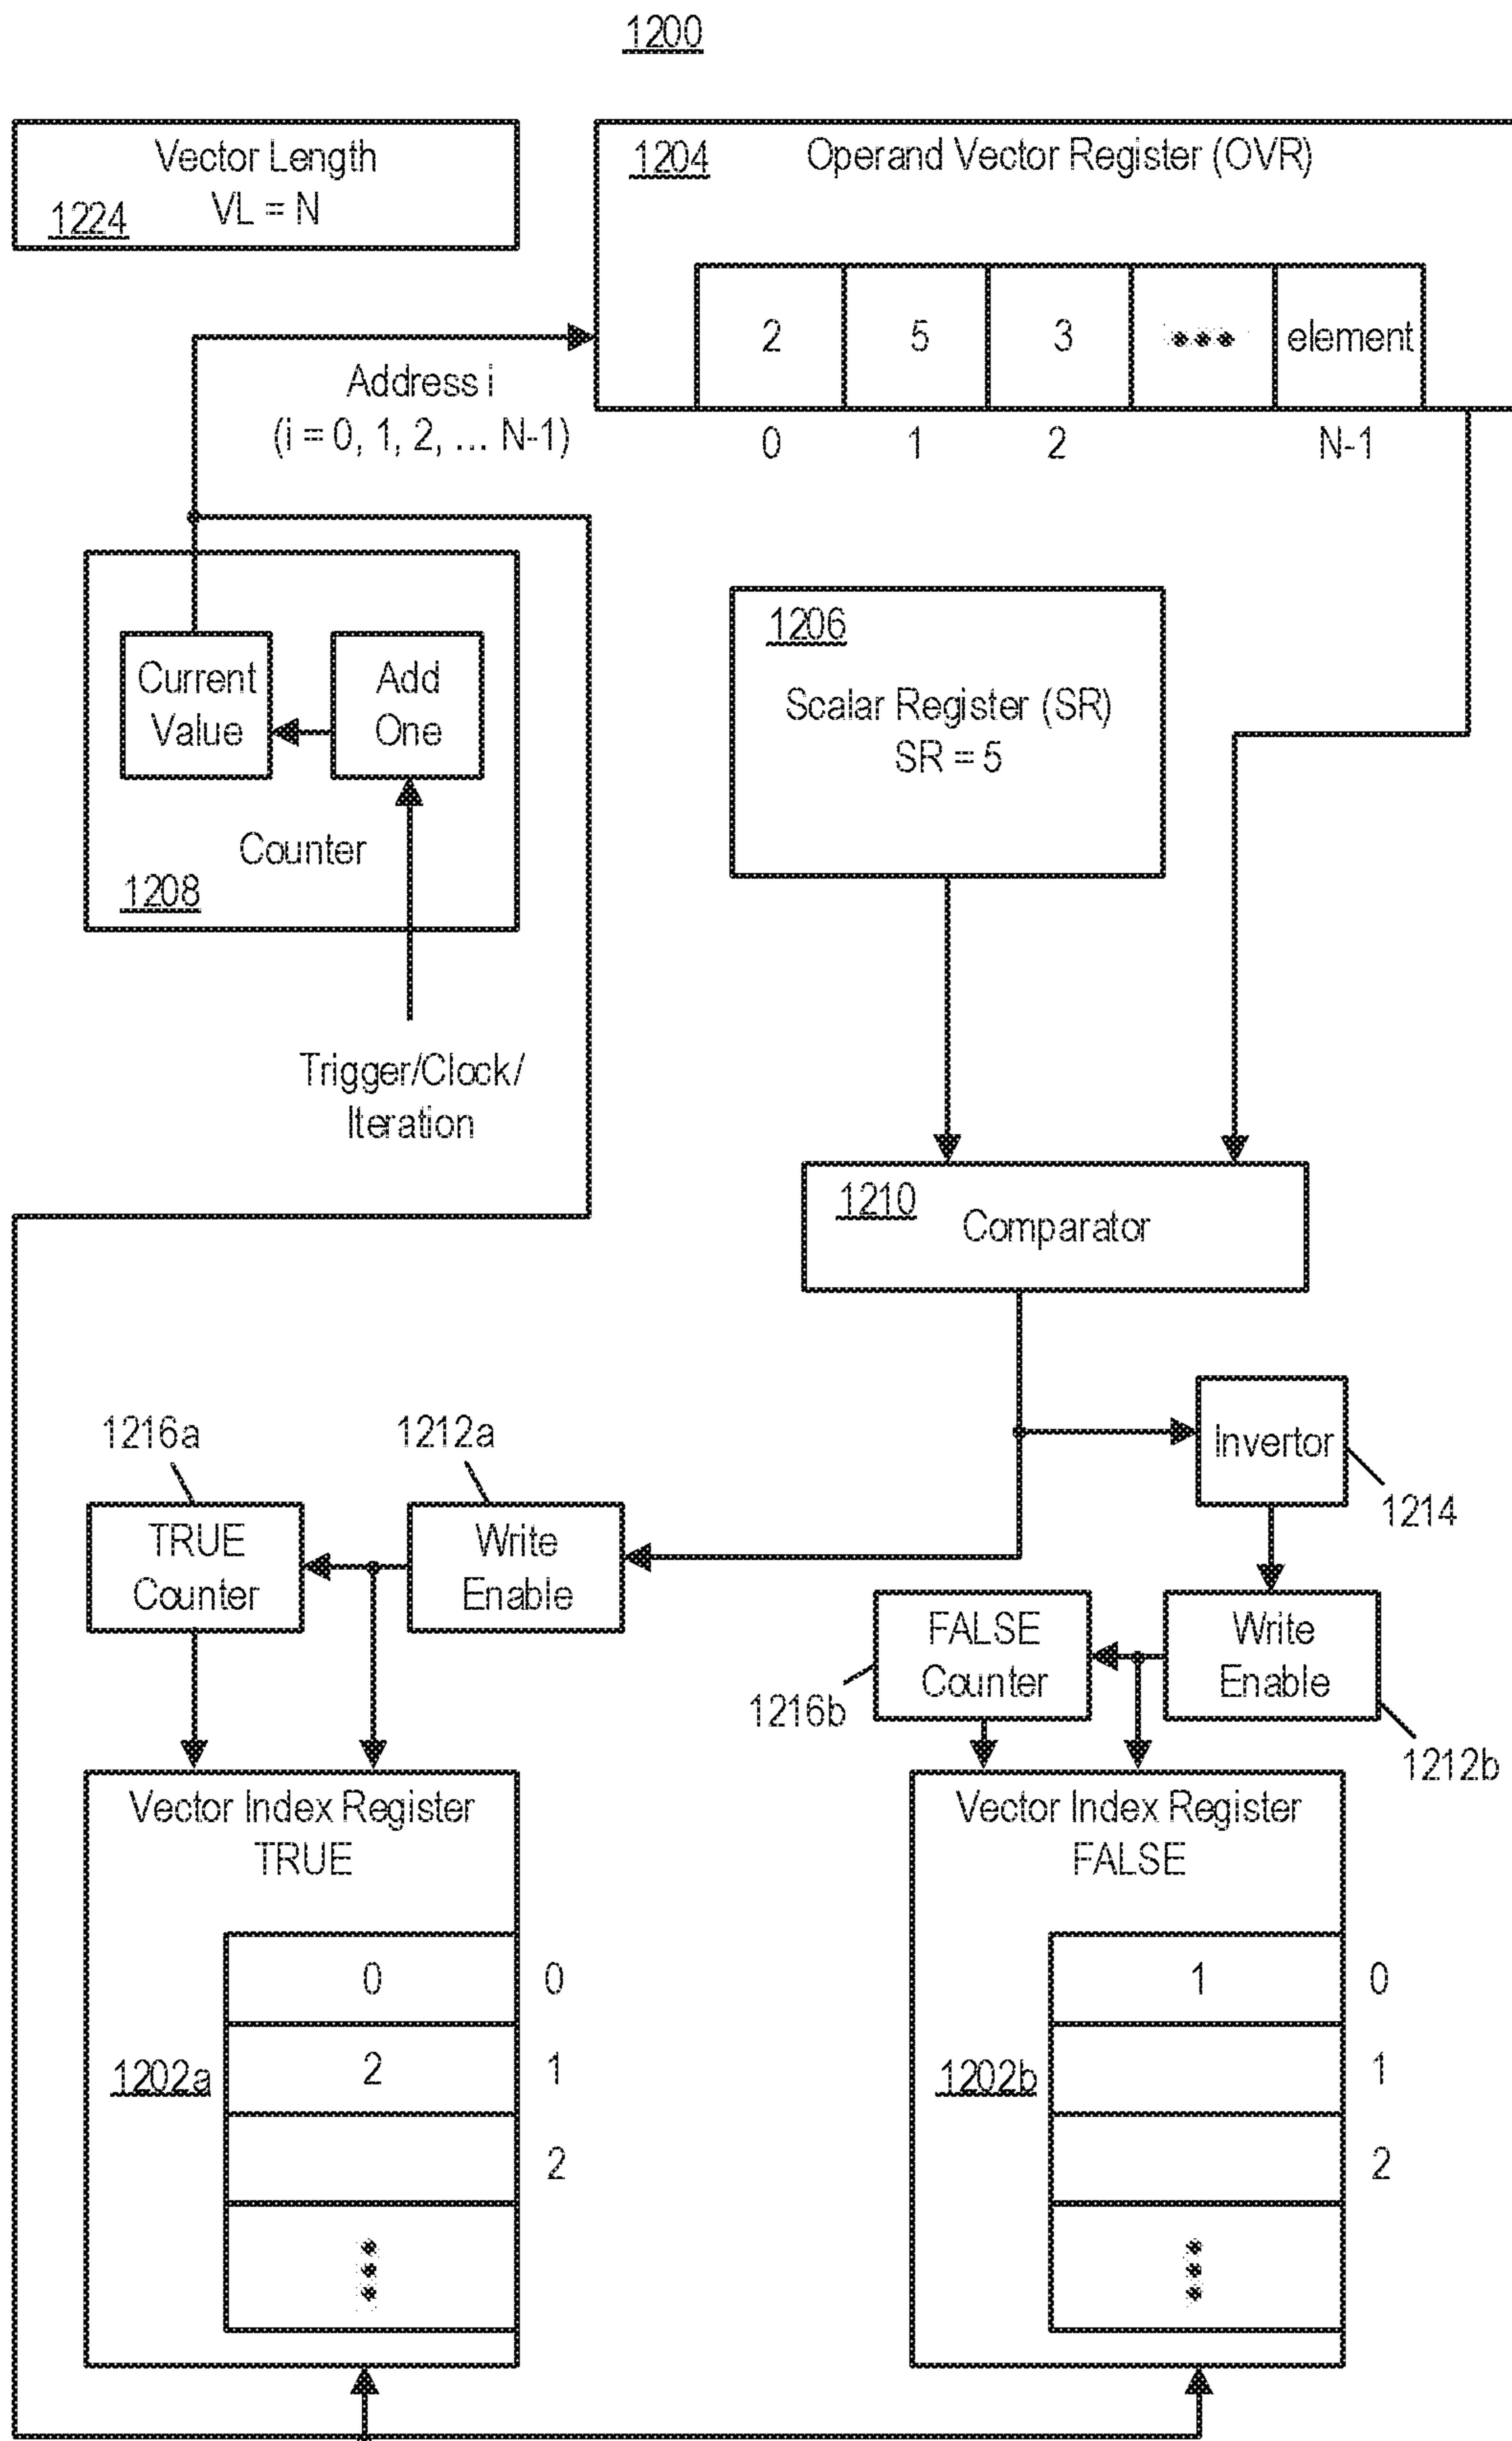 1200
Vector Length
VL = N
1224
1204
Operand Vector Register (OVR)
2
5
3
•••
element
0
1
2
N-1
Address i
(i = 0, 1, 2, ... N-1)
Current
Value
Add
One
Counter
1208
Trigger/Clock/
Iteration
1206
Scalar Register (SR)
SR = 5
1210
Comparator
Invertor
1214
1216a
1212a
TRUE
Counter
Write
Enable
FALSE
Counter
Write
Enable
1216b
1212b
Vector Index Register
TRUE
0
0
1202a
2
1
2
Vector Index Register
FALSE
1
0
1202b
1
2